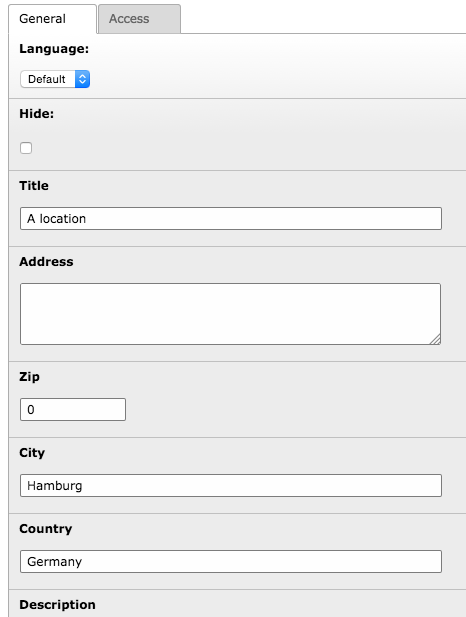 General Access
Language:
Default
Hide:
Title
A location
Address
Zip
0
City
Hamburg
Country
Germany
Description